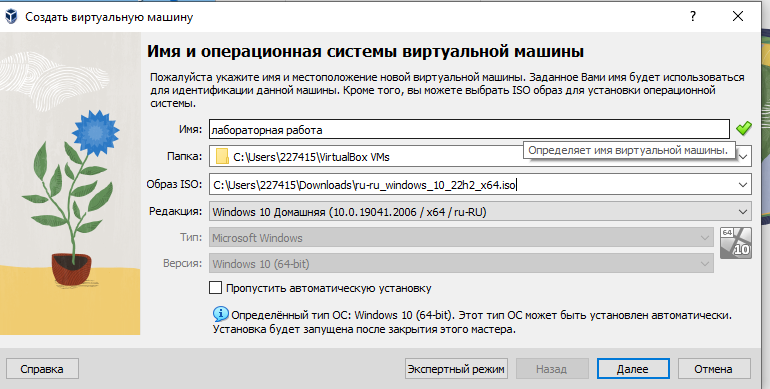 Создать виртуальную машину
Имя и операционная системы виртуальной машины
Пожалуйста укажите имя и местоположение новой виртуальной машины. Заданное Вами имя будет использоваться
для идентификации данной машины. Кроме того, вы можете выбрать ISO образ для установки операционной
системы.
Имя: лабораторная работа
Определяет имя виртуальной машины.
Папка: C:\Users\227415\VirtualBox VMs
Образ ISO: C:\Users\227415\Downloads\ru-ru_windows_10_22h2_x64.iso
Редакция: Windows 10 Домашняя (10.0.19041.2006 / x64 / ru-RU)
Тип: Microsoft Windows
64
10
Версия: Windows 10 (64-bit)
Пропустить автоматическую установку
Определённый тип ОС: Windows 10 (64-bit). Этот тип ОС может быть установлен автоматически.
Установка будет запущена после закрытия этого мастера.
Справка Экспертный режим Назад Далее Отмена